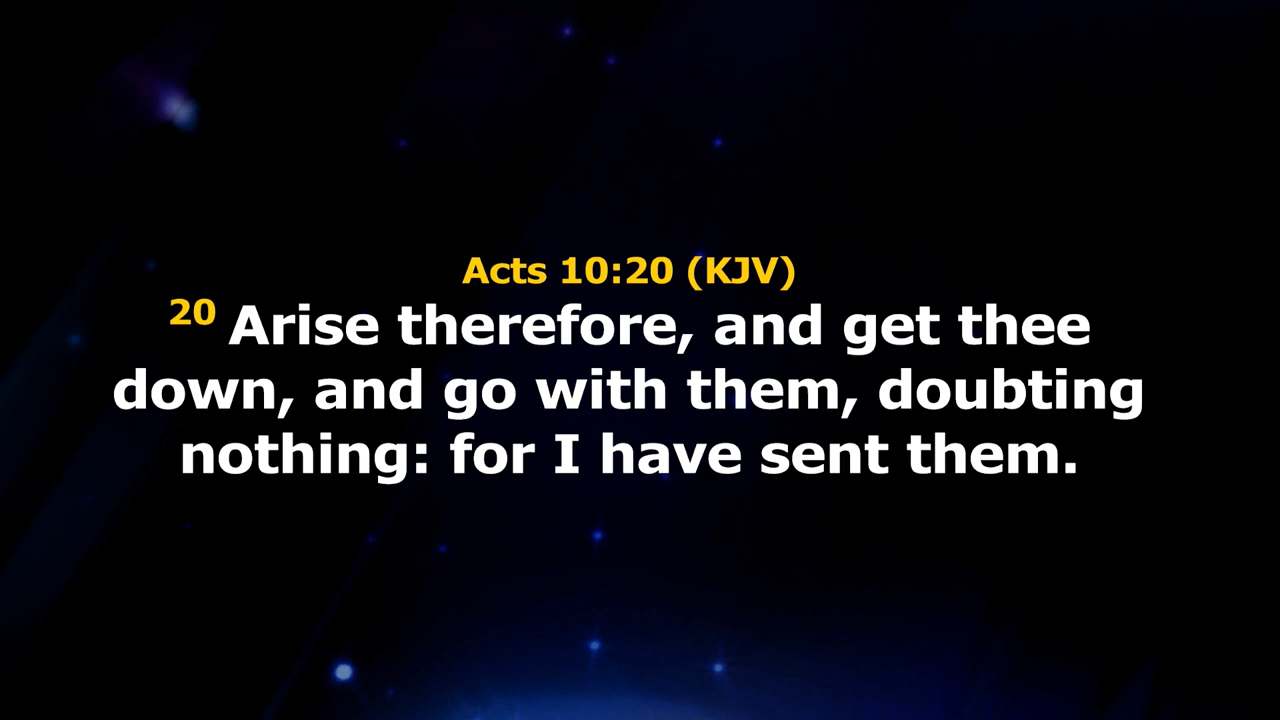 Acts 10:20 (KJV)
20 Arise therefore, and get thee
down, and go with them, doubting
nothing: for I have sent them.